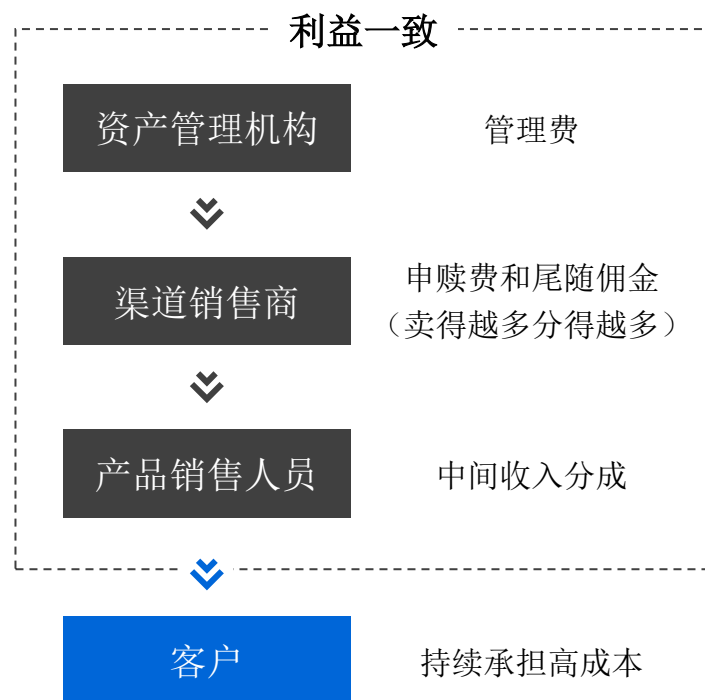 利益一致
资产管理机构
管理费
渠道销售商
申赎费和尾随佣金
（卖得越多分得越多）
产品销售人员
中间收入分成
客户
持续承担高成本